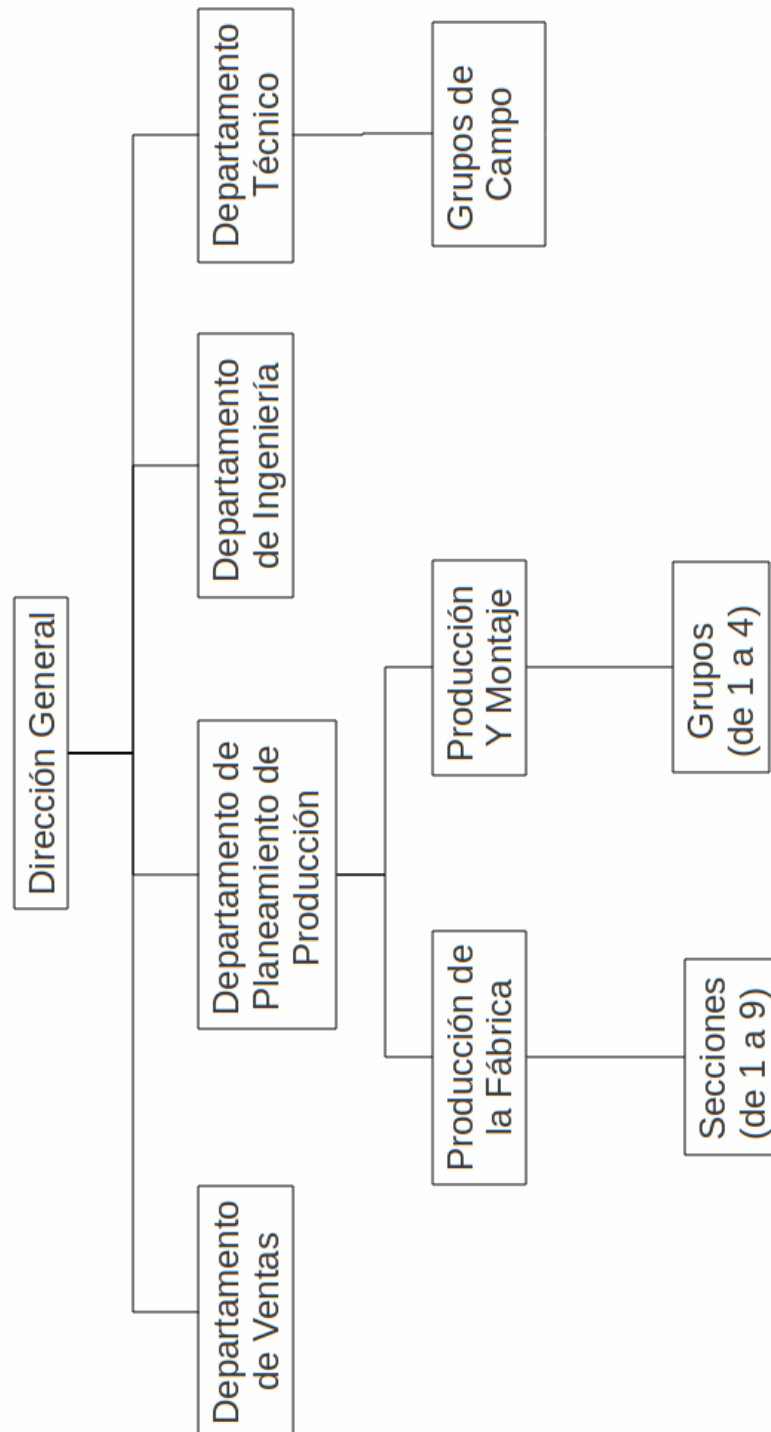 Dirección General
Departamento
de Ventas
Departamento de
Planeamiento de
Producción
Departamento
de Ingeniería
Departamento
Técnico
Producción de
la Fábrica
Producción
Y Montaje
Grupos de
Campo
Secciones
(de 1 a 9)
Grupos
(de 1 a 4)